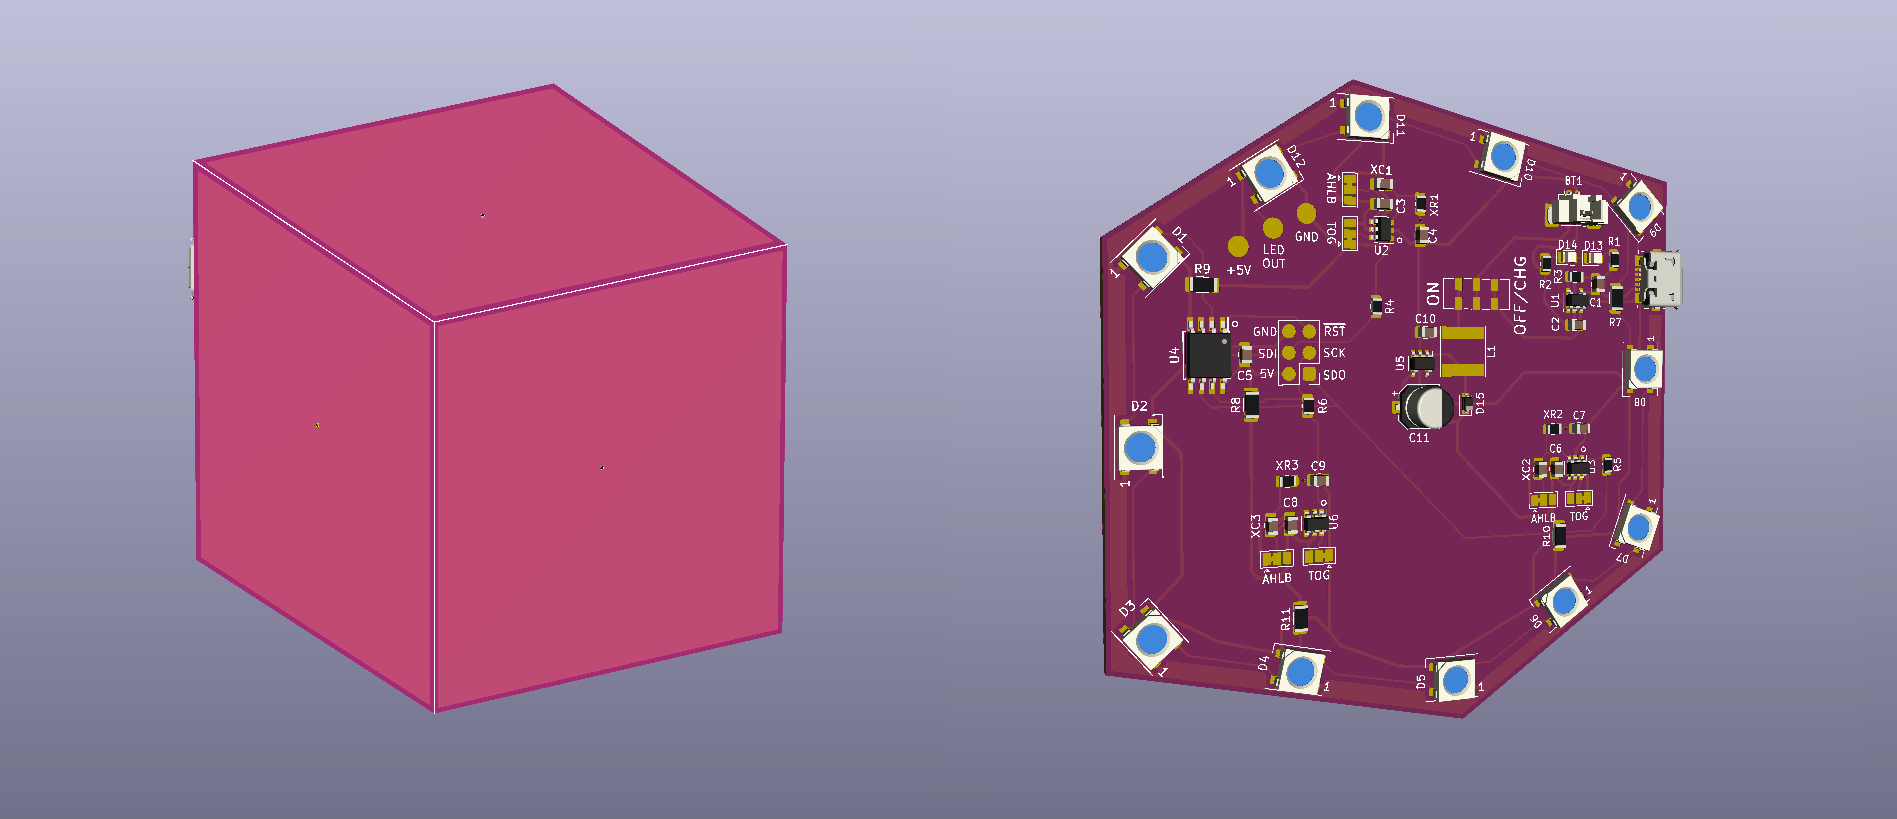 1
D11
1
D10
D12
1
1
D9
BT1
XC1
AHLB
C3
XR1
TOG
U2
C4
GND
LED
OUT
+5V
D1
1
R9
D14
D13
R1
R2
R3
U1
C1
C2
R7
ON
OFF/CHG
R4
C10
U5
L1
GND
RST
SDI
SCK
5V
SDO
U4
C5
R8
R6
+
C11
D15
1
D8
D2
1
XR2
C7
C6
XC2
U3
R5
AHLB
TOG
R10
1
D7
XR3
C9
C8
XC3
U6
AHLB
TOG
R11
1
D6
D3
1
D4
1
D5
1